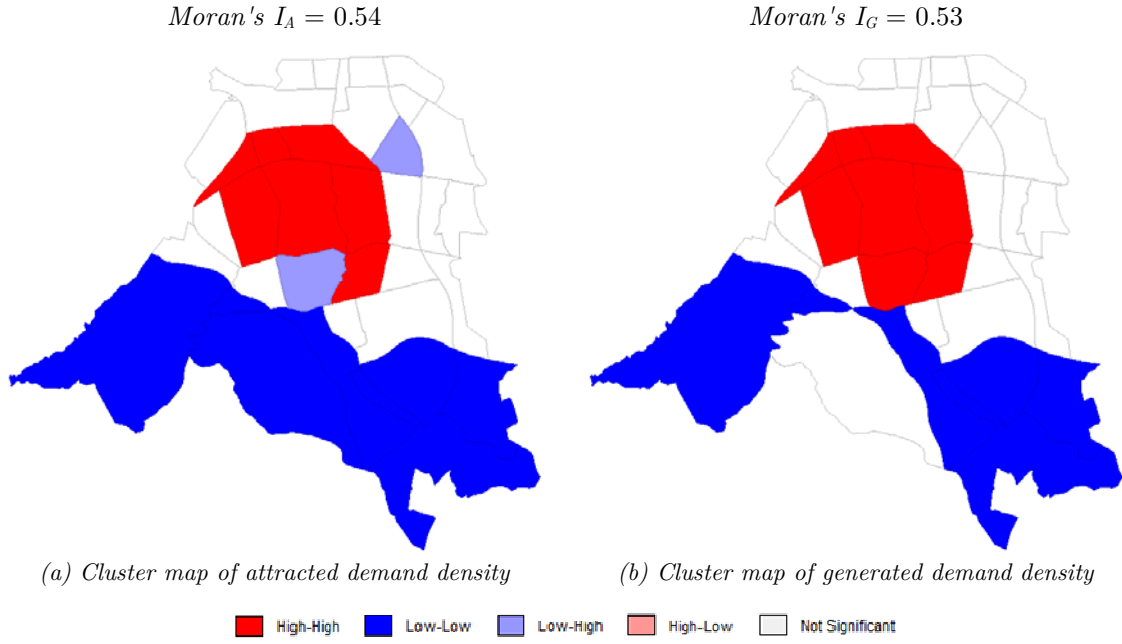 Moran's I_A = 0.54
Moran's I_G = 0.53
(a) Cluster map of attracted demand density
(b) Cluster map of generated demand density
High-High Low-Low Low-High High-Low Not Significant